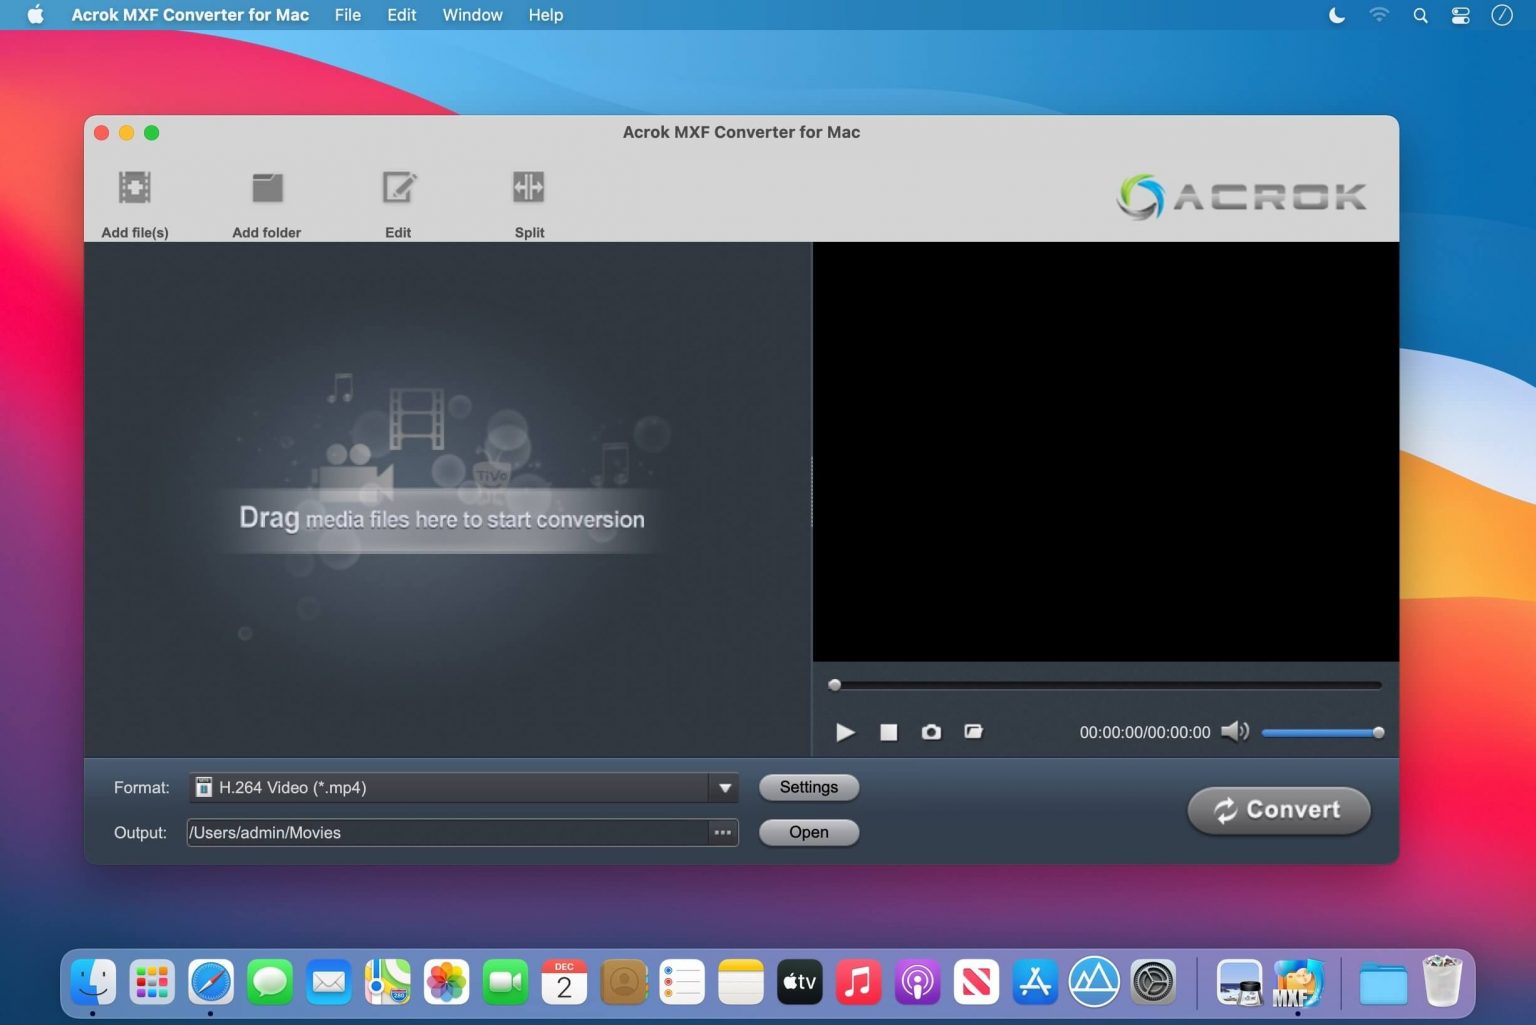 Acrok MXF Converter for Mac File Edit Window Help
Acrok MXF Converter for Mac
ACROK
Add file(s) Add folder Edit Split
TiVo
Drag media files here to start conversion
00:00:00/00:00:00
Format: H.264 Video (*.mp4) Settings
Convert
Output: /Users/admin/Movies ••• Open
DEC
2
280
tv
MXF